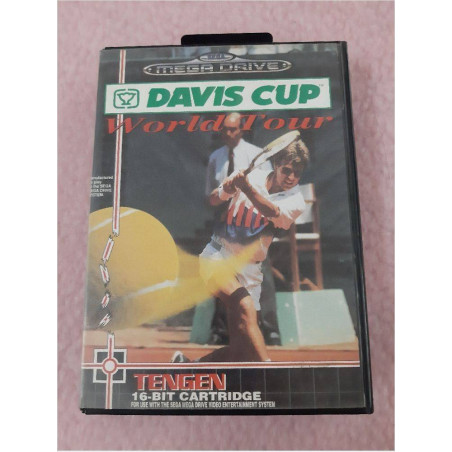 SEGA
MEGA DRIVE
DAVIS CUP
World Tour
TENGEN
16-BIT CARTRIDGE
FOR USE WITH THE SEGA MEGA DRIVE VIDEO ENTERTAINMENT SYSTEM